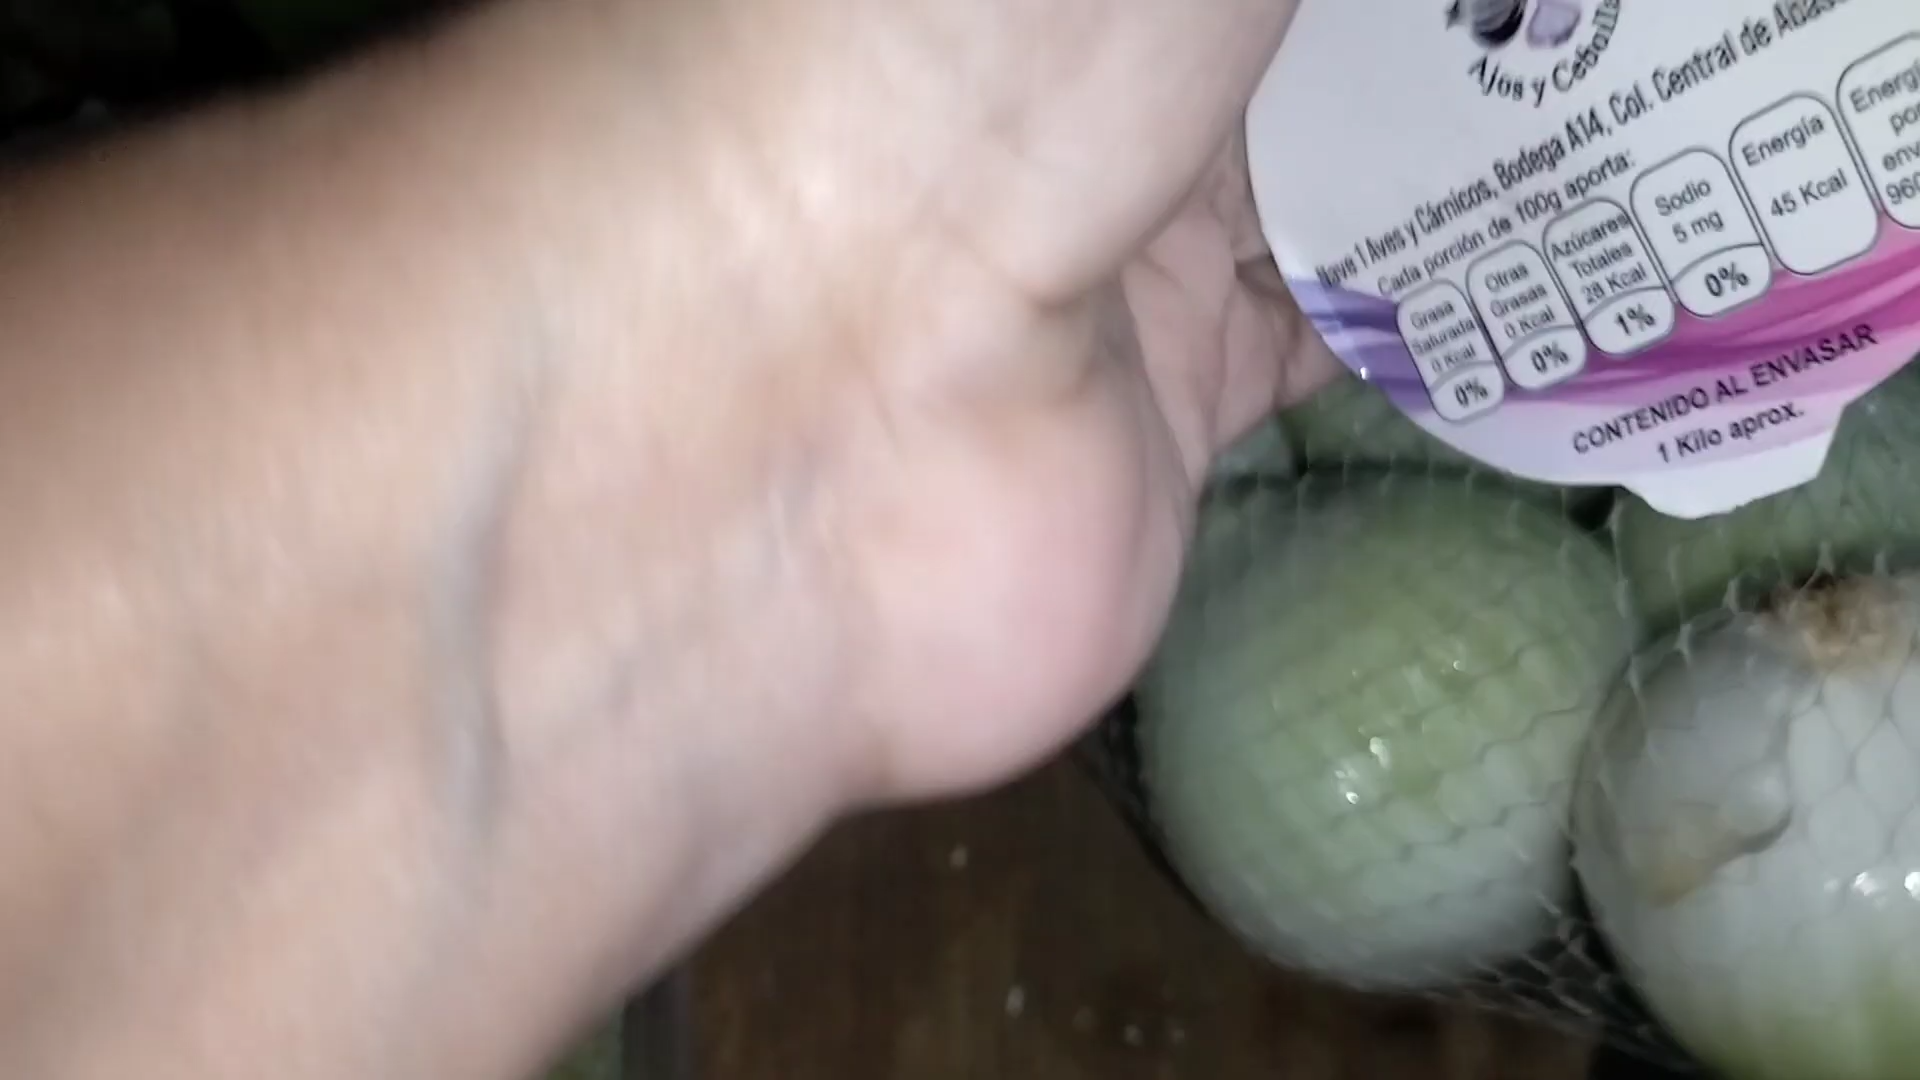 Ajos y Cebolla
Nave 1 Aves y Cárnicos, Bodega A14, Col. Central de
Cada porción de 100g aporta:
Grasa
Saturada
0 Kcal
0%
Otras
Grasas
0 Kcal
0%
Azúcares
Totales
28 Kcal
1%
Sodio
5 mg
0%
Energía
45 Kcal
CONTENIDO AL ENVASAR
1 Kilo aprox.